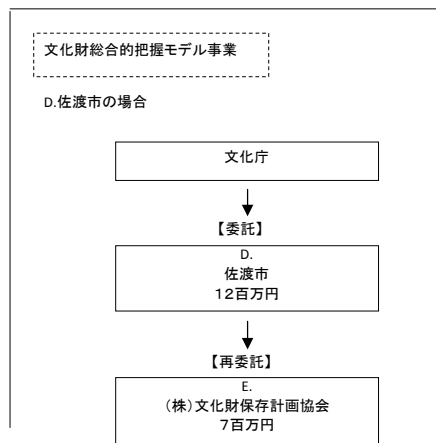 文化財総合的把握モデル事業
D.佐渡市の場合
文化庁
【委託】
D.
佐渡市
12百万円
【再委託】
E.
(株)文化財保存計画協会
7百万円